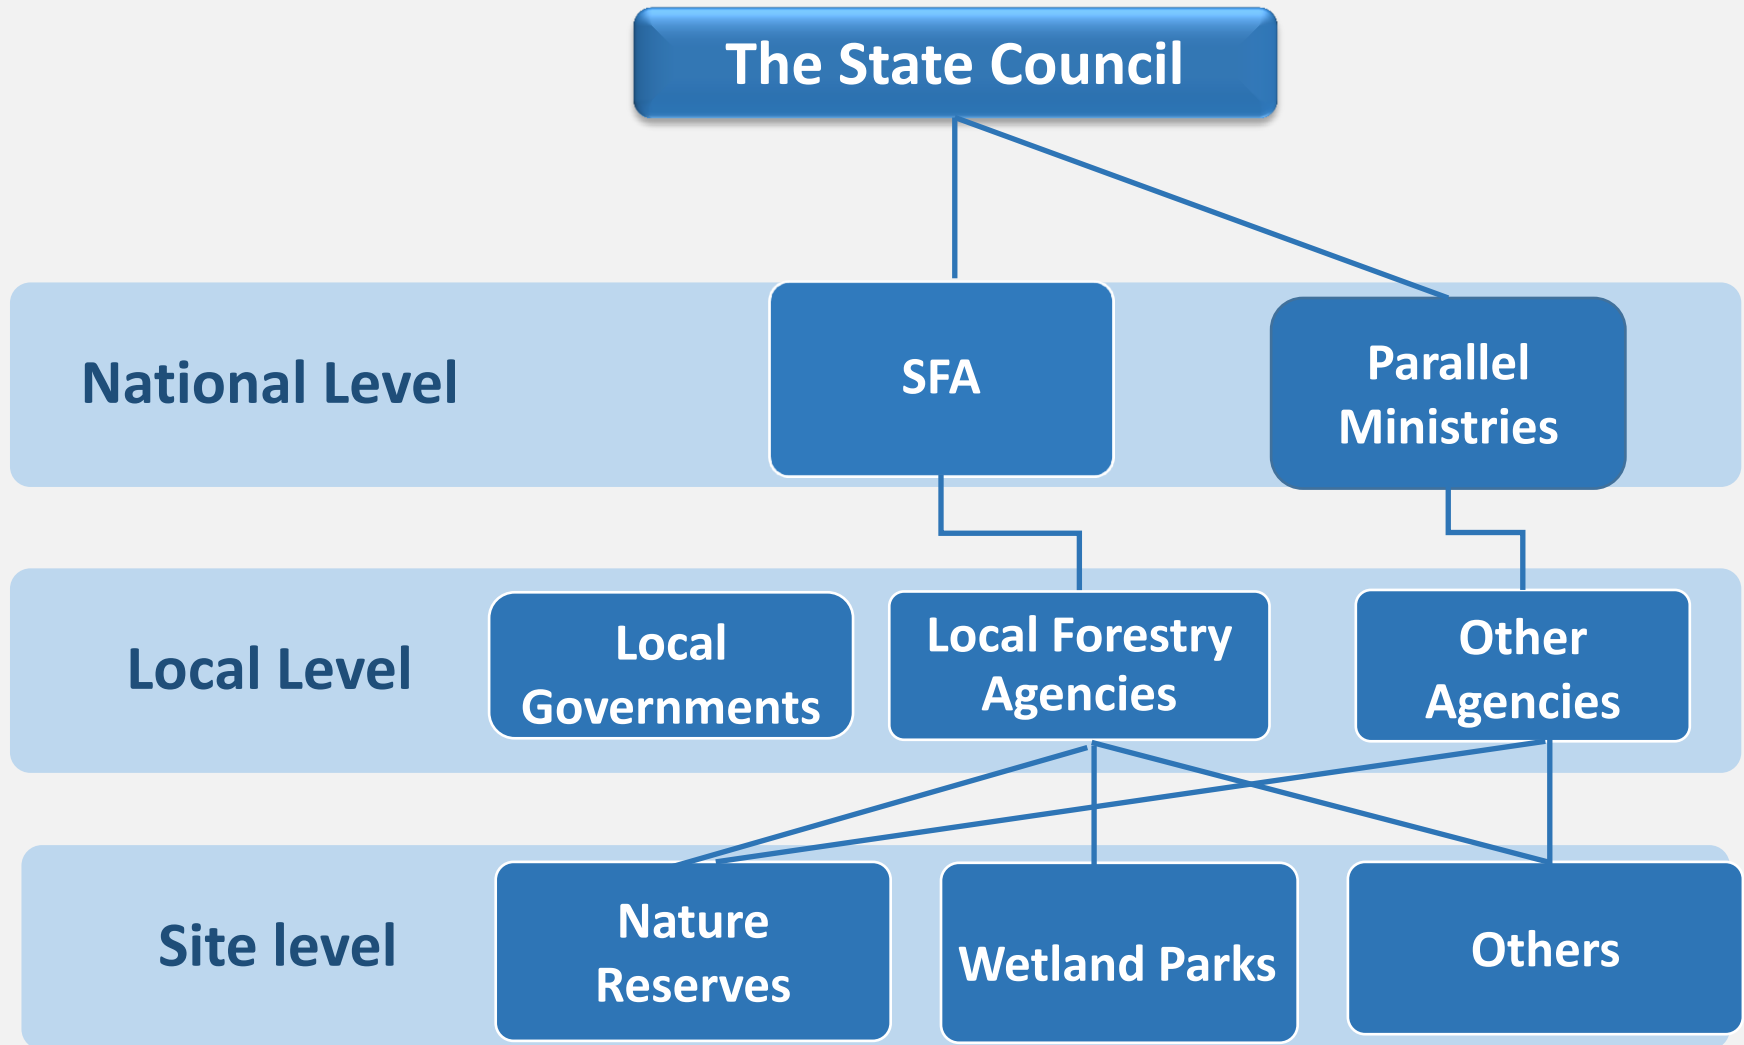 The State Council
National Level
SFA
Parallel
Ministries
Local Level
Local
Governments
Local Forestry
Agencies
Other
Agencies
Site level
Nature
Reserves
Wetland Parks
Others